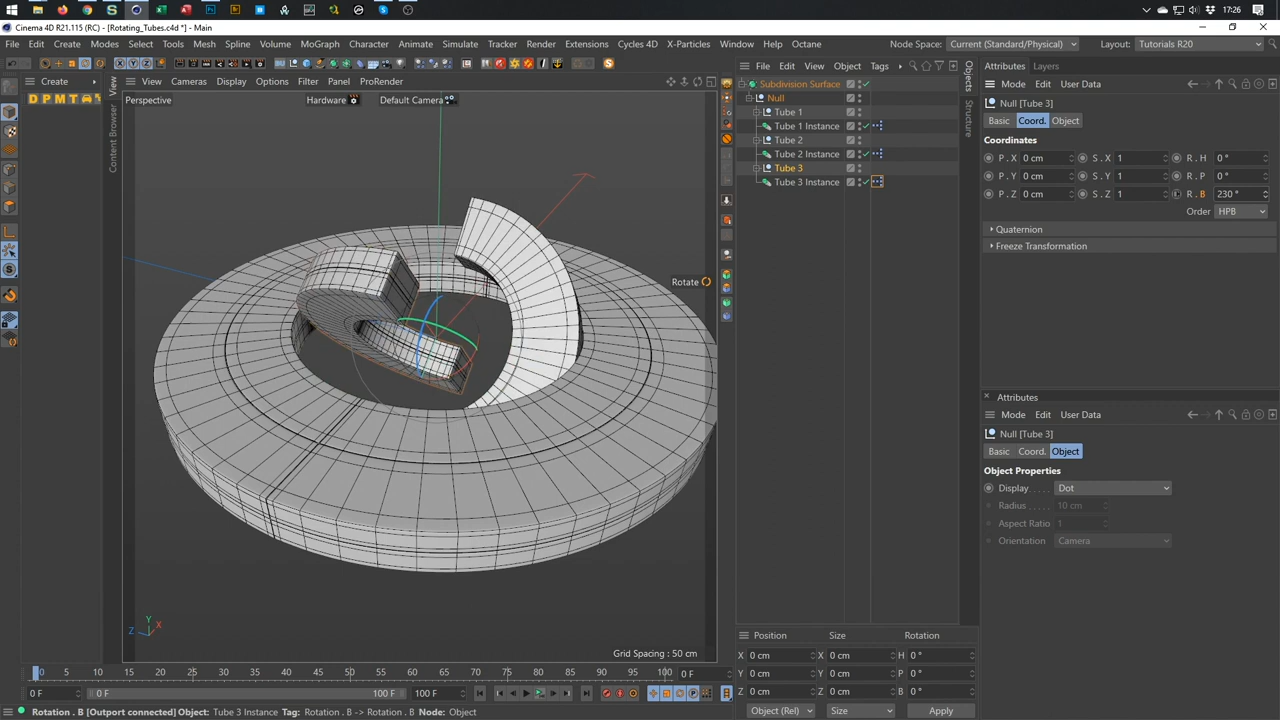 17:26
Cinema 4D R21.115 (RC) - [Rotating_Tubes.c4d *] - Main
File Edit Create Modes Select Tools Mesh Spline Volume MoGraph Character Animate Simulate Tracker Render Extensions Cycles 4D X-Particles Window Help Octane Node Space: Current (Standard/Physical) Layout: Tutorials R20
X Y Z
Create View Cameras Display Options Filter Panel ProRender File Edit View Object Tags Attributes Layers
D P M T
Mode Edit User Data
Perspective Hardware Default Camera
View
Content Browser
Subdivision Surface
Null
Tube 1
Tube 1 Instance
Tube 2
Tube 2 Instance
Tube 3
Tube 3 Instance
Objects
Structure
Null [Tube 3]
Basic Coord. Object
Coordinates
P . X 0 cm S . X 1 R . H 0 °
P . Y 0 cm S . Y 1 R . P 0 °
P . Z 0 cm S . Z 1 R . B 230 °
Order HPB
Quaternion
Freeze Transformation
Rotate
Attributes
Mode Edit User Data
Null [Tube 3]
Basic Coord. Object
Object Properties
Display. . . . . Dot
Radius . . . . . 10 cm
Aspect Ratio 1
Orientation . . Camera
Y
Z X
Grid Spacing : 50 cm
Position Size Rotation
X 0 cm X 0 cm H 0 °
Y 0 cm Y 0 cm P 0 °
Z 0 cm Z 0 cm B 0 °
Object (Rel) Size Apply
0 5 10 15 20 25 30 35 40 45 50 55 60 65 70 75 80 85 90 95 100 0 F
0 F 0 F 100 F 100 F
Rotation . B [Outport connected] Object: Tube 3 Instance Tag: Rotation . B -> Rotation . B Node: Object